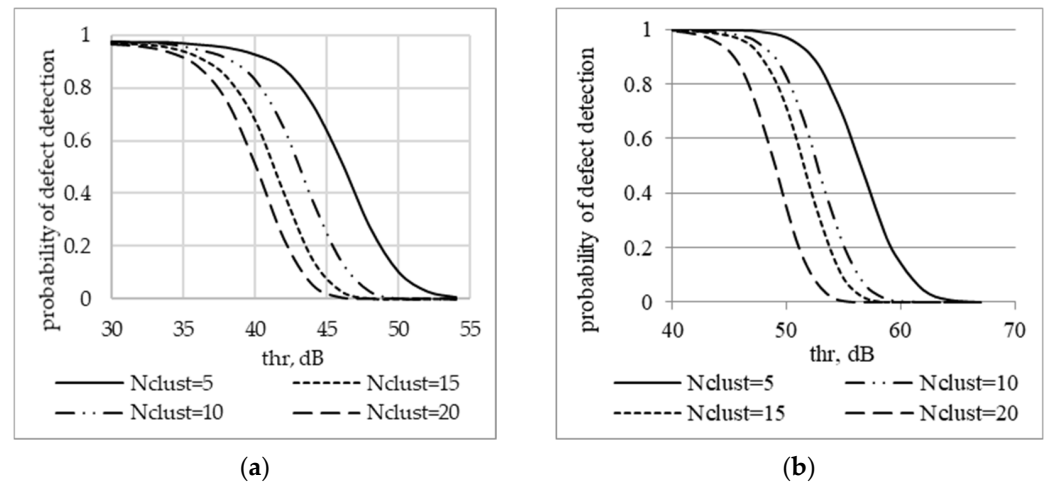 probability of defect detection
1
0.8
0.6
0.4
0.2
0
30 35 40 45 50 55
thr, dB
Nclust=5 Nclust=15
Nclust=10 Nclust=20
(a)
probability of defect detection
1
0.8
0.6
0.4
0.2
0
40 50 60 70
thr, dB
Nclust=5 Nclust=10
Nclust=15 Nclust=20
(b)